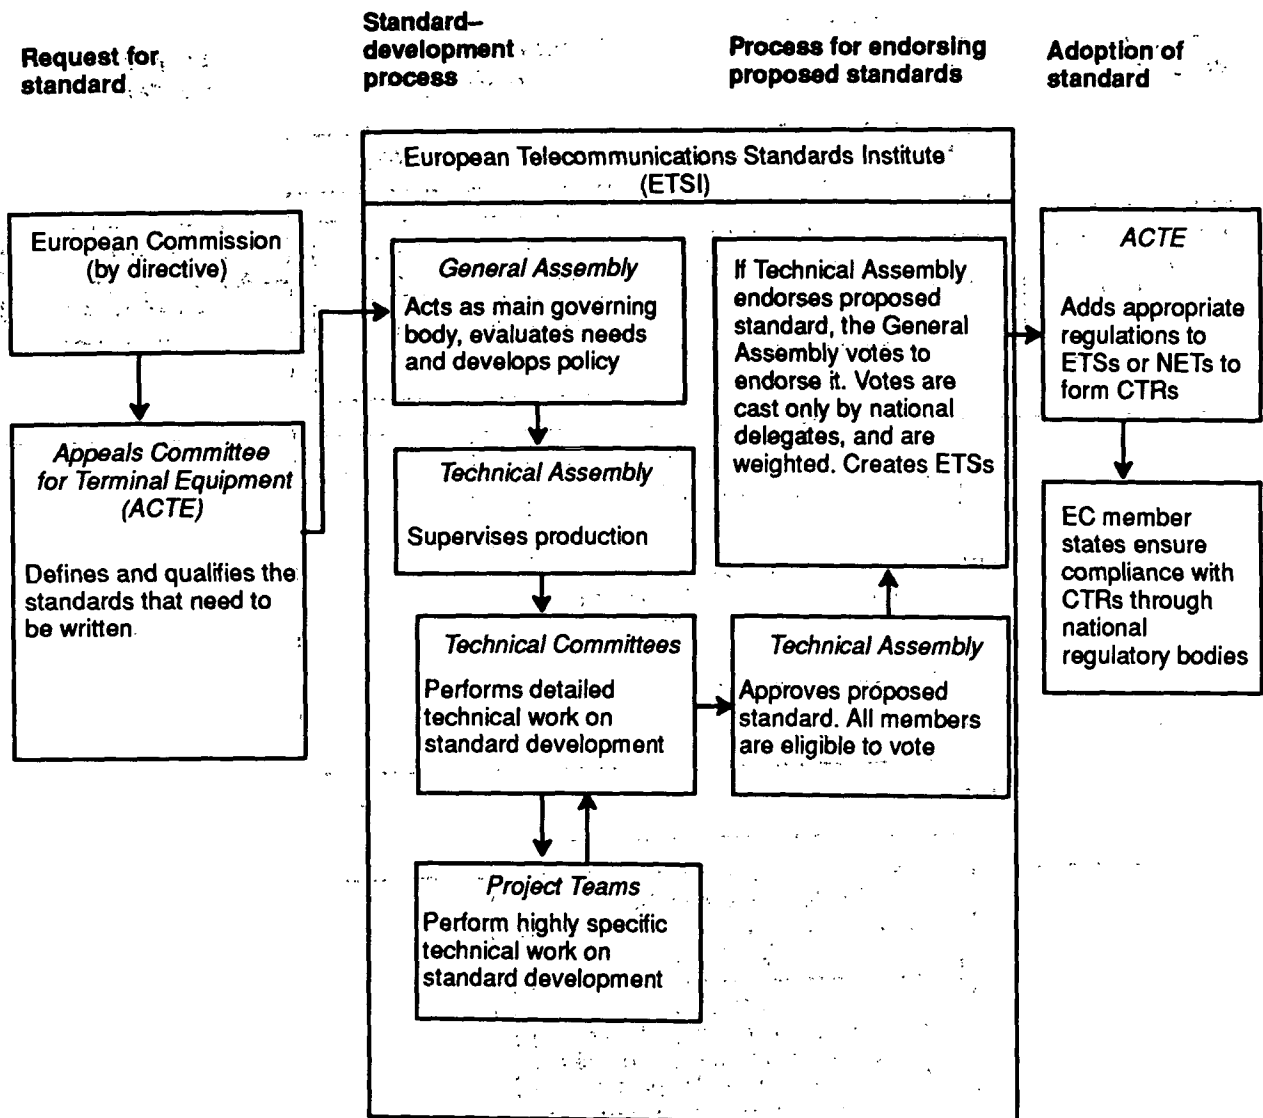 Request for
standard
Standard–
development
process
Process for endorsing
proposed standards
Adoption of
standard
European Telecommunications Standards Institute
(ETSI)
European Commission
(by directive)
Appeals Committee
for Terminal Equipment
(ACTE)
Defines and qualifies the
standards that need to
be written
General Assembly
Acts as main governing
body, evaluates needs
and develops policy
Technical Assembly
Supervises production
Technical Committees
Performs detailed
technical work on
standard development
Project Teams
Perform highly specific
technical work on
standard development
If Technical Assembly
endorses proposed
standard, the General
Assembly votes to
endorse it. Votes are
cast only by national
delegates, and are
weighted. Creates ETSs
Technical Assembly
Approves proposed
standard. All members
are eligible to vote
ACTE
Adds appropriate
regulations to
ETSs or NETs to
form CTRs
EC member
states ensure
compliance with
CTRs through
national
regulatory bodies